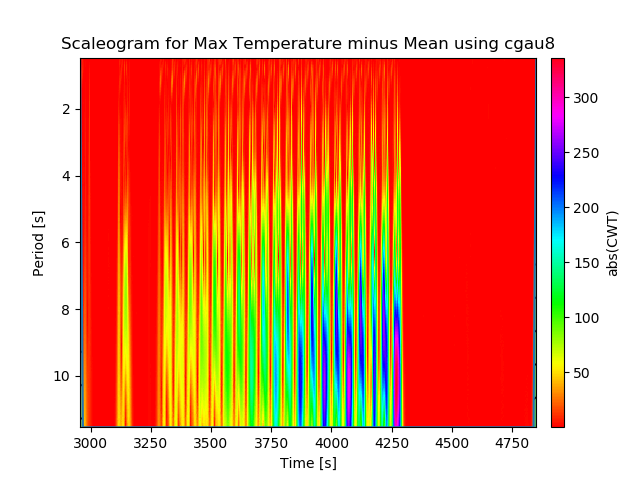 Scaleogram for Max Temperature minus Mean using cgau8
2
4
6
8
10
Period [s]
3000 3250 3500 3750 4000 4250 4500 4750
Time [s]
300
250
200
150
100
50
abs(CWT)